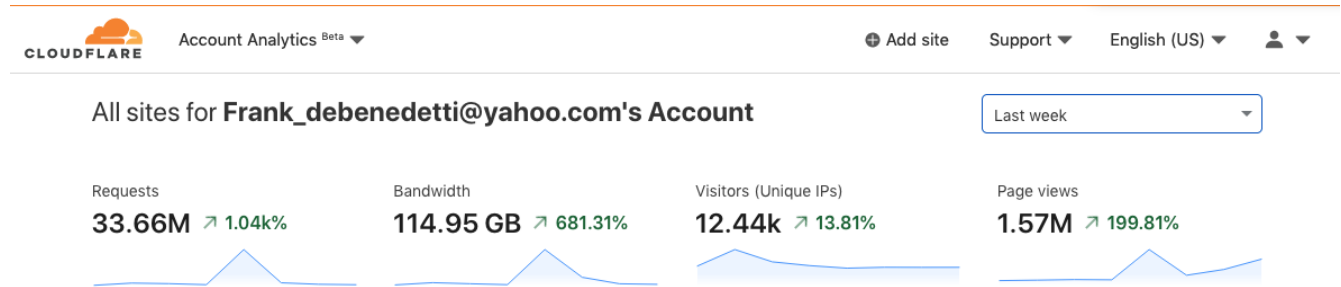 CLOUDFLARE Account Analytics Beta Add site Support English (US)
All sites for Frank_debenedetti@yahoo.com's Account Last week
Requests Bandwidth Visitors (Unique IPs) Page views
33.66M ↗ 1.04k% 114.95 GB ↗ 681.31% 12.44k ↗ 13.81% 1.57M ↗ 199.81%